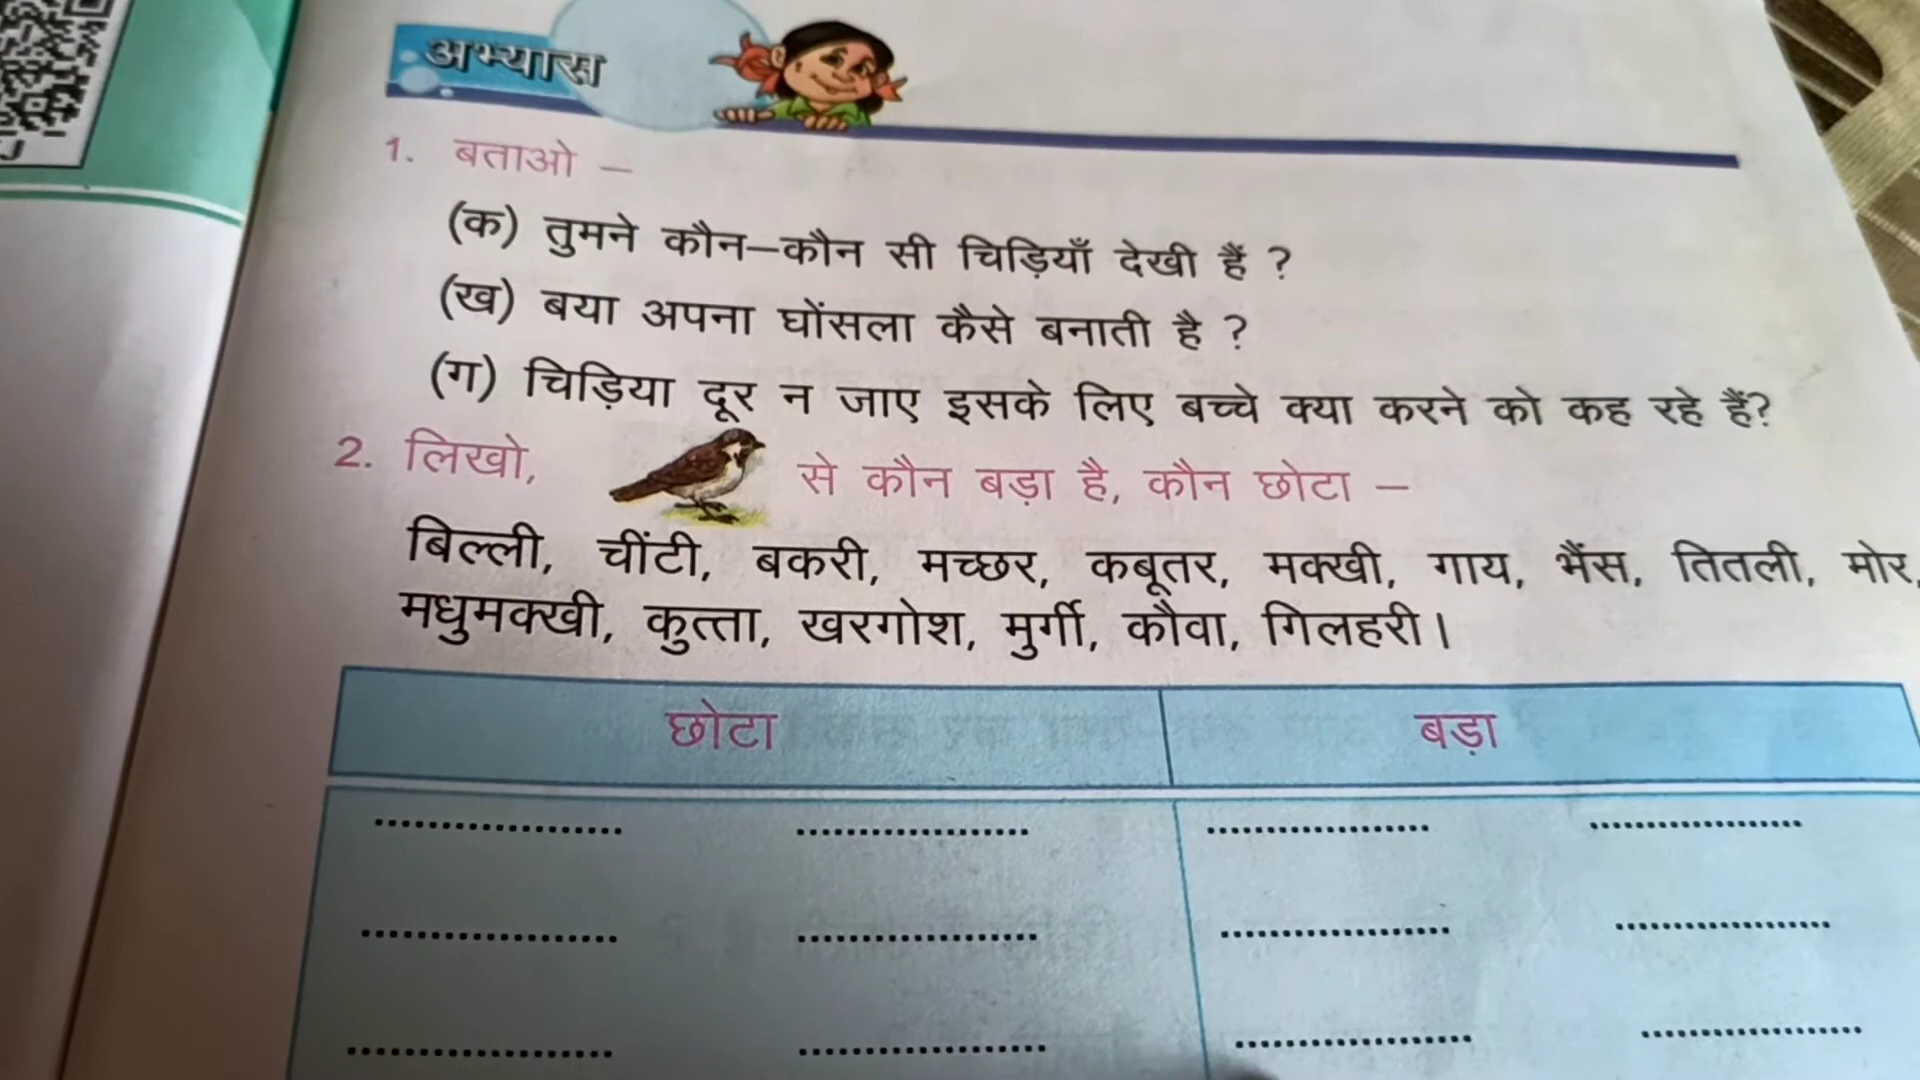 अभ्यास
1. बताओ –
(क) तुमने कौन–कौन सी चिड़ियाँ देखी हैं ?
(ख) बया अपना घोंसला कैसे बनाती है ?
(ग) चिड़िया दूर न जाए इसके लिए बच्चे क्या करने को कह रहे हैं?
2. लिखो, से कौन बड़ा है, कौन छोटा –
बिल्ली, चींटी, बकरी, मच्छर, कबूतर, मक्खी, गाय, भैंस, तितली, मोर,
मधुमक्खी, कुत्ता, खरगोश, मुर्गी, कौवा, गिलहरी।
छोटा बड़ा